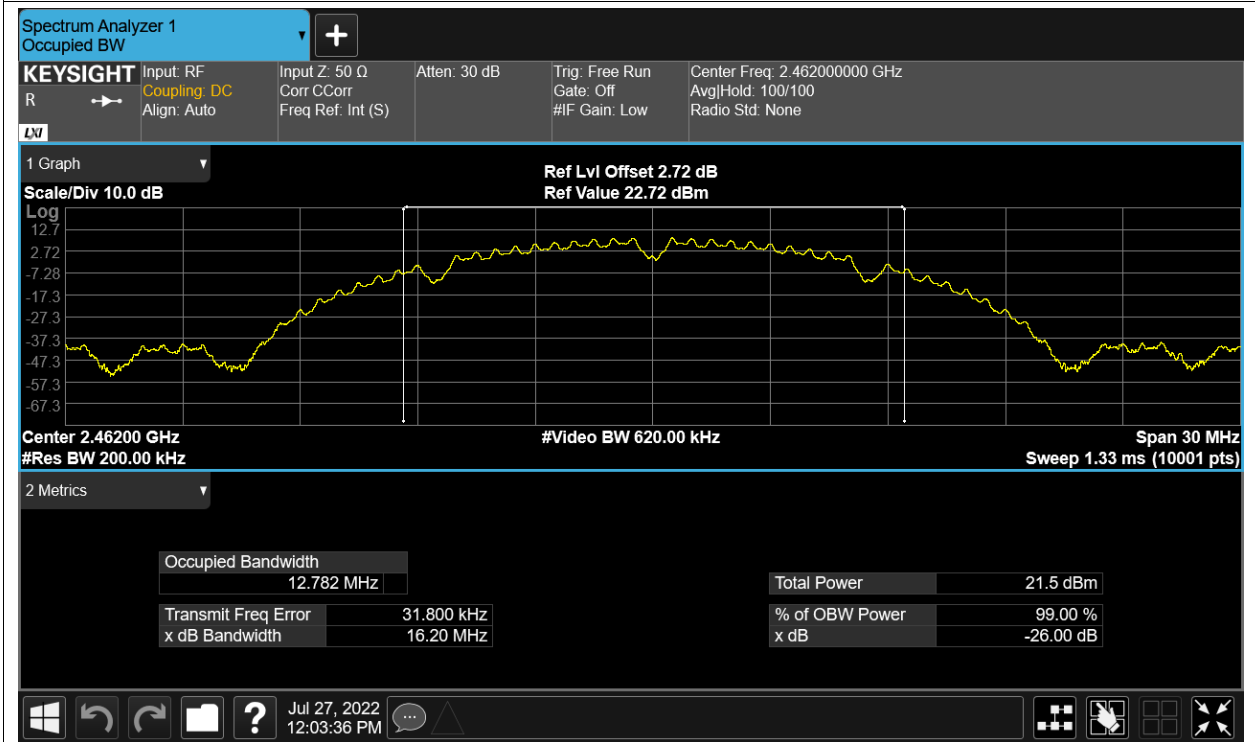 Spectrum Analyzer 1
Occupied BW
KEYSIGHT
R
LXI
Input: RF
Coupling: DC
Align: Auto
Input Z: 50 Ω
Corr CCorr
Freq Ref: Int (S)
Atten: 30 dB
Trig: Free Run
Gate: Off
#IF Gain: Low
Center Freq: 2.462000000 GHz
Avg|Hold: 100/100
Radio Std: None
1 Graph
Scale/Div 10.0 dB
Ref Lvl Offset 2.72 dB
Ref Value 22.72 dBm
Log
12.7
2.72
-7.28
-17.3
-27.3
-37.3
-47.3
-57.3
-67.3
Center 2.46200 GHz
#Video BW 620.00 kHz
Span 30 MHz
#Res BW 200.00 kHz
Sweep 1.33 ms (10001 pts)
2 Metrics
Occupied Bandwidth
12.782 MHz
Total Power 21.5 dBm
Transmit Freq Error 31.800 kHz
% of OBW Power 99.00 %
x dB Bandwidth 16.20 MHz
x dB -26.00 dB
?
Jul 27, 2022
12:03:36 PM